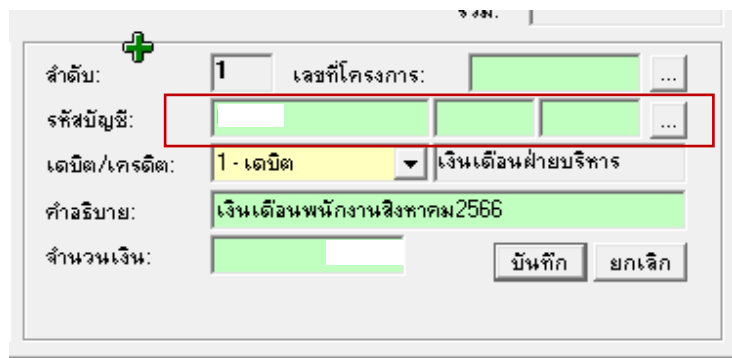 รวม:
ลำดับ: 1 เลขที่โครงการ: ...
รหัสบัญชี: ...
เดบิต/เครดิต: 1 - เดบิต เงินเดือนฝ่ายบริหาร
คำอธิบาย: เงินเดือนพนักงานสิงหาคม2566
จำนวนเงิน: บันทึก ยกเลิก